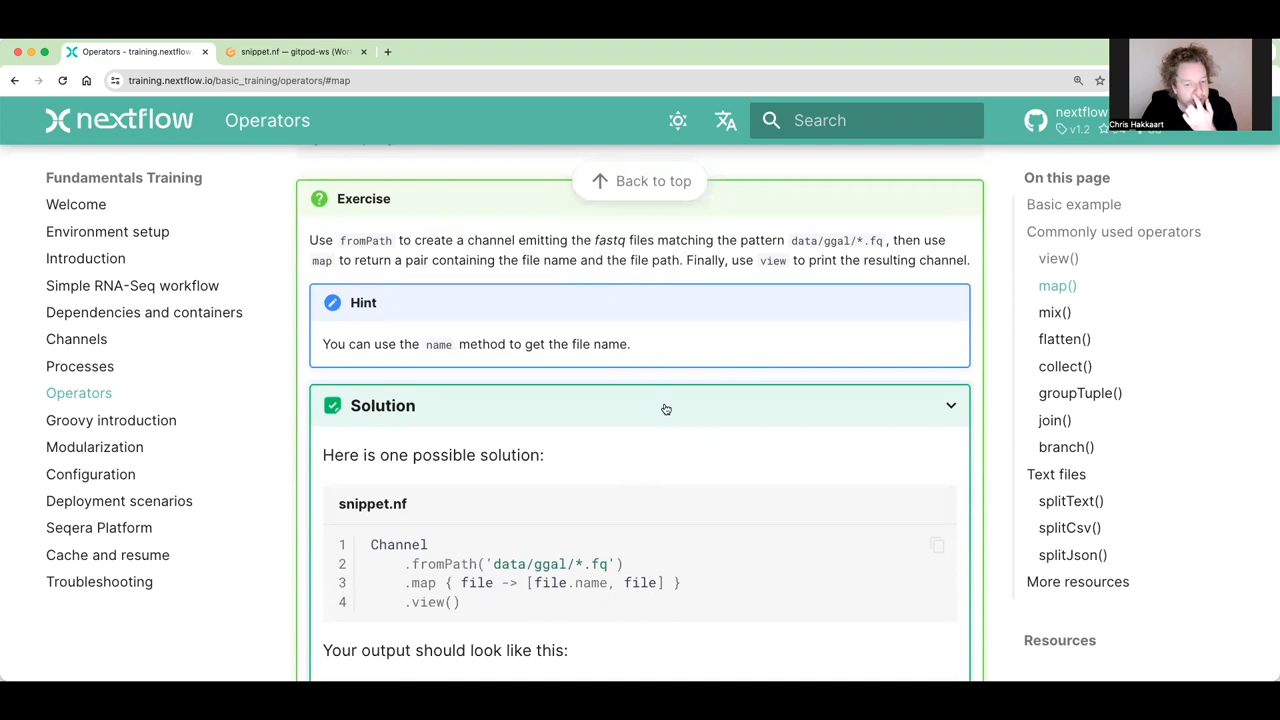 Operators - training.nextflow.
snippet.nf — gitpod-ws (Wor
training.nextflow.io/basic_training/operators/#map
nextflow
Operators
Search
nextflow
v1.2
Chris Hakkaart
Back to top
Fundamentals Training
Welcome
Environment setup
Introduction
Simple RNA-Seq workflow
Dependencies and containers
Channels
Processes
Operators
Groovy introduction
Modularization
Configuration
Deployment scenarios
Seqera Platform
Cache and resume
Troubleshooting
Exercise
Use fromPath to create a channel emitting the fastq files matching the pattern data/ggal/*.fq, then use
map to return a pair containing the file name and the file path. Finally, use view to print the resulting channel.
Hint
You can use the name method to get the file name.
Solution
Here is one possible solution:
snippet.nf
1 Channel
2 .fromPath('data/ggal/*.fq')
3 .map { file -> [file.name, file] }
4 .view()
Your output should look like this:
On this page
Basic example
Commonly used operators
view()
map()
mix()
flatten()
collect()
groupTuple()
join()
branch()
Text files
splitText()
splitCsv()
splitJson()
More resources
Resources